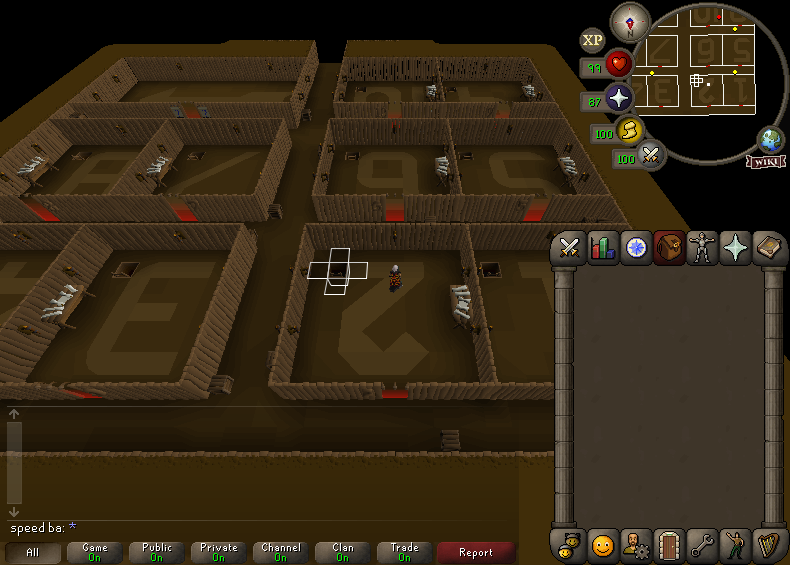 XP
N
99
67
100
100
WIKI
speed ba: *
All
Game
On
Public
On
Private
On
Channel
On
Clan
On
Trade
On
Report